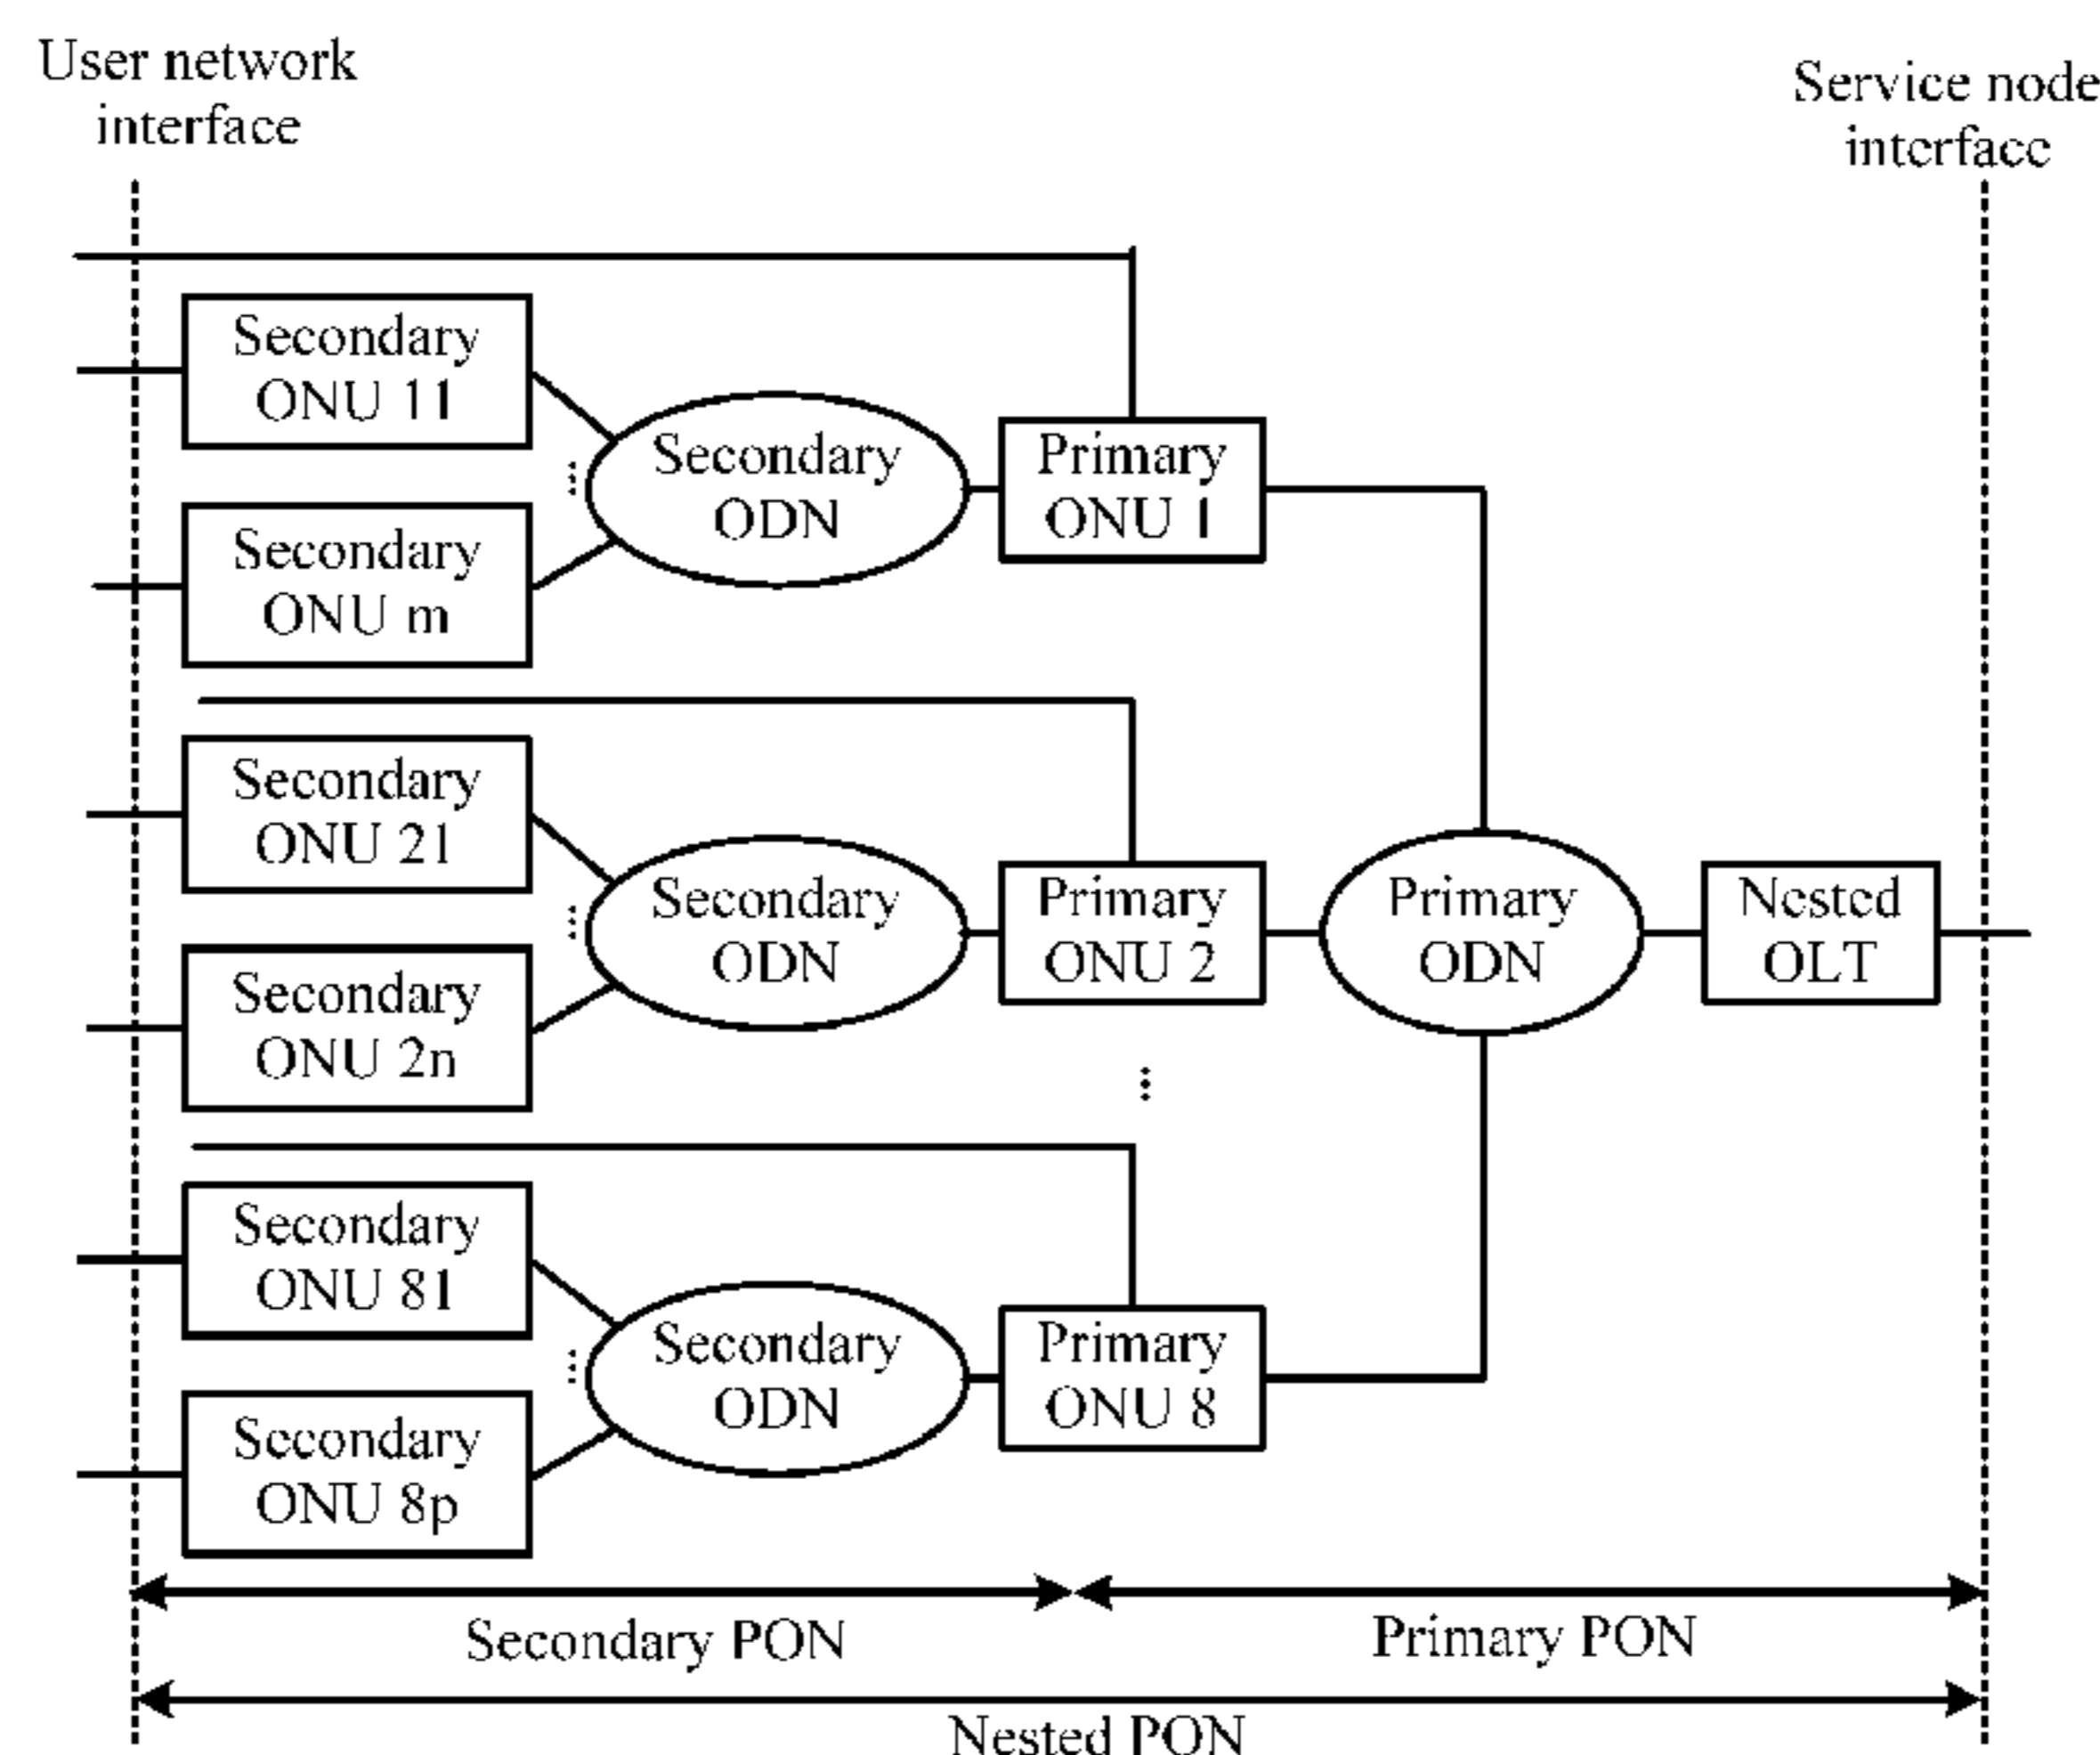 User network
interface
Service node
interface
Secondary
ONU 11
Secondary
ODN
Primary
ONU 1
Secondary
ONU m
Secondary
ONU 21
Secondary
ODN
Primary
ONU 2
Primary
ODN
Nested
OLT
Secondary
ONU 2n
Secondary
ONU 81
Secondary
ODN
Primary
ONU 8
Secondary
ONU 8p
Secondary PON
Primary PON
Nested PON